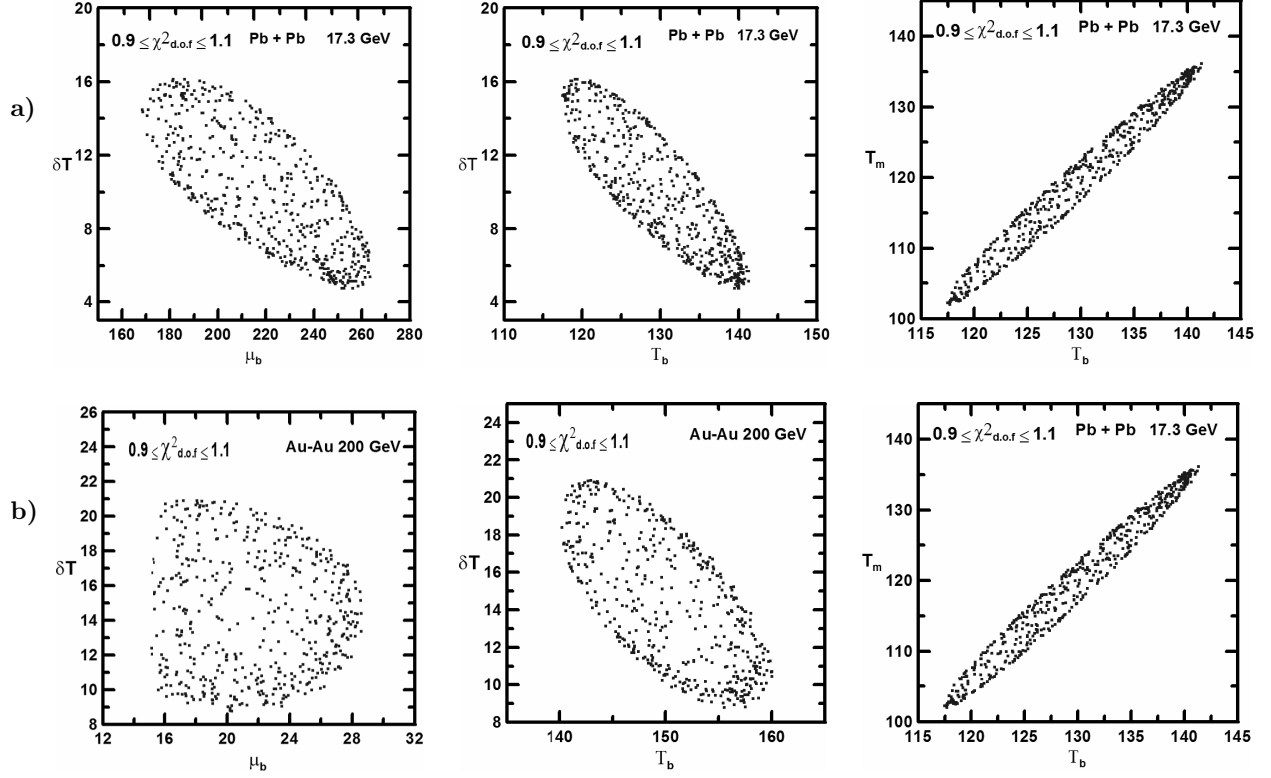 a)
0.9 ≤ χ²d.o.f ≤ 1.1 Pb + Pb 17.3 GeV
20
16
12
8
4
δT
160 180 200 220 240 260 280
μb
0.9 ≤ χ²d.o.f ≤ 1.1 Pb + Pb 17.3 GeV
20
16
12
8
4
δT
110 120 130 140 150
Tb
0.9 ≤ χ²d.o.f ≤ 1.1 Pb + Pb 17.3 GeV
140
130
120
110
100
Tm
115 120 125 130 135 140 145
Tb
b)
0.9 ≤ χ²d.o.f ≤ 1.1 Au-Au 200 GeV
26
24
22
20
18
16
14
12
10
8
δT
12 16 20 24 28 32
μb
0.9 ≤ χ²d.o.f ≤ 1.1 Au-Au 200 GeV
24
22
20
18
16
14
12
10
8
δT
140 150 160
Tb
0.9 ≤ χ²d.o.f ≤ 1.1 Pb + Pb 17.3 GeV
140
130
120
110
100
Tm
115 120 125 130 135 140 145
Tb